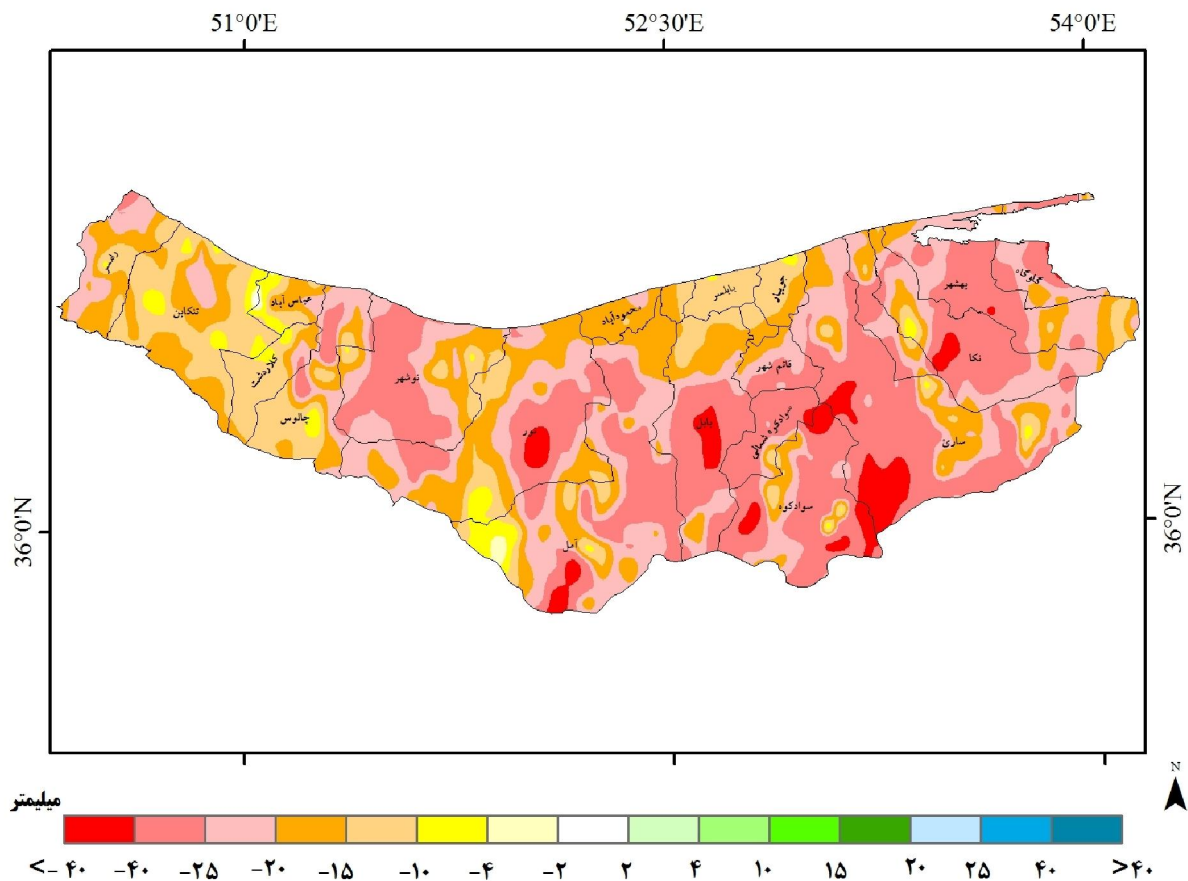 51°0'E 52°30'E 54°0'E
رامسر
تنکابن
عباس آباد
کلاردشت
چالوس
نوشهر
نور
آمل
محمودآباد
بابلسر
جویبار
قائم شهر
بابل
سوادکوه شمالی
سوادکوه
بهشهر
گلوگاه
نکا
ساری
36°0'N 36°0'N
N
میلیمتر
<-۴۰ -۴۰ -۲۵ -۲۰ -۱۵ -۱۰ -۴ -۲ ۲ ۴ ۱۰ ۱۵ ۲۰ ۲۵ ۴۰ >۴۰